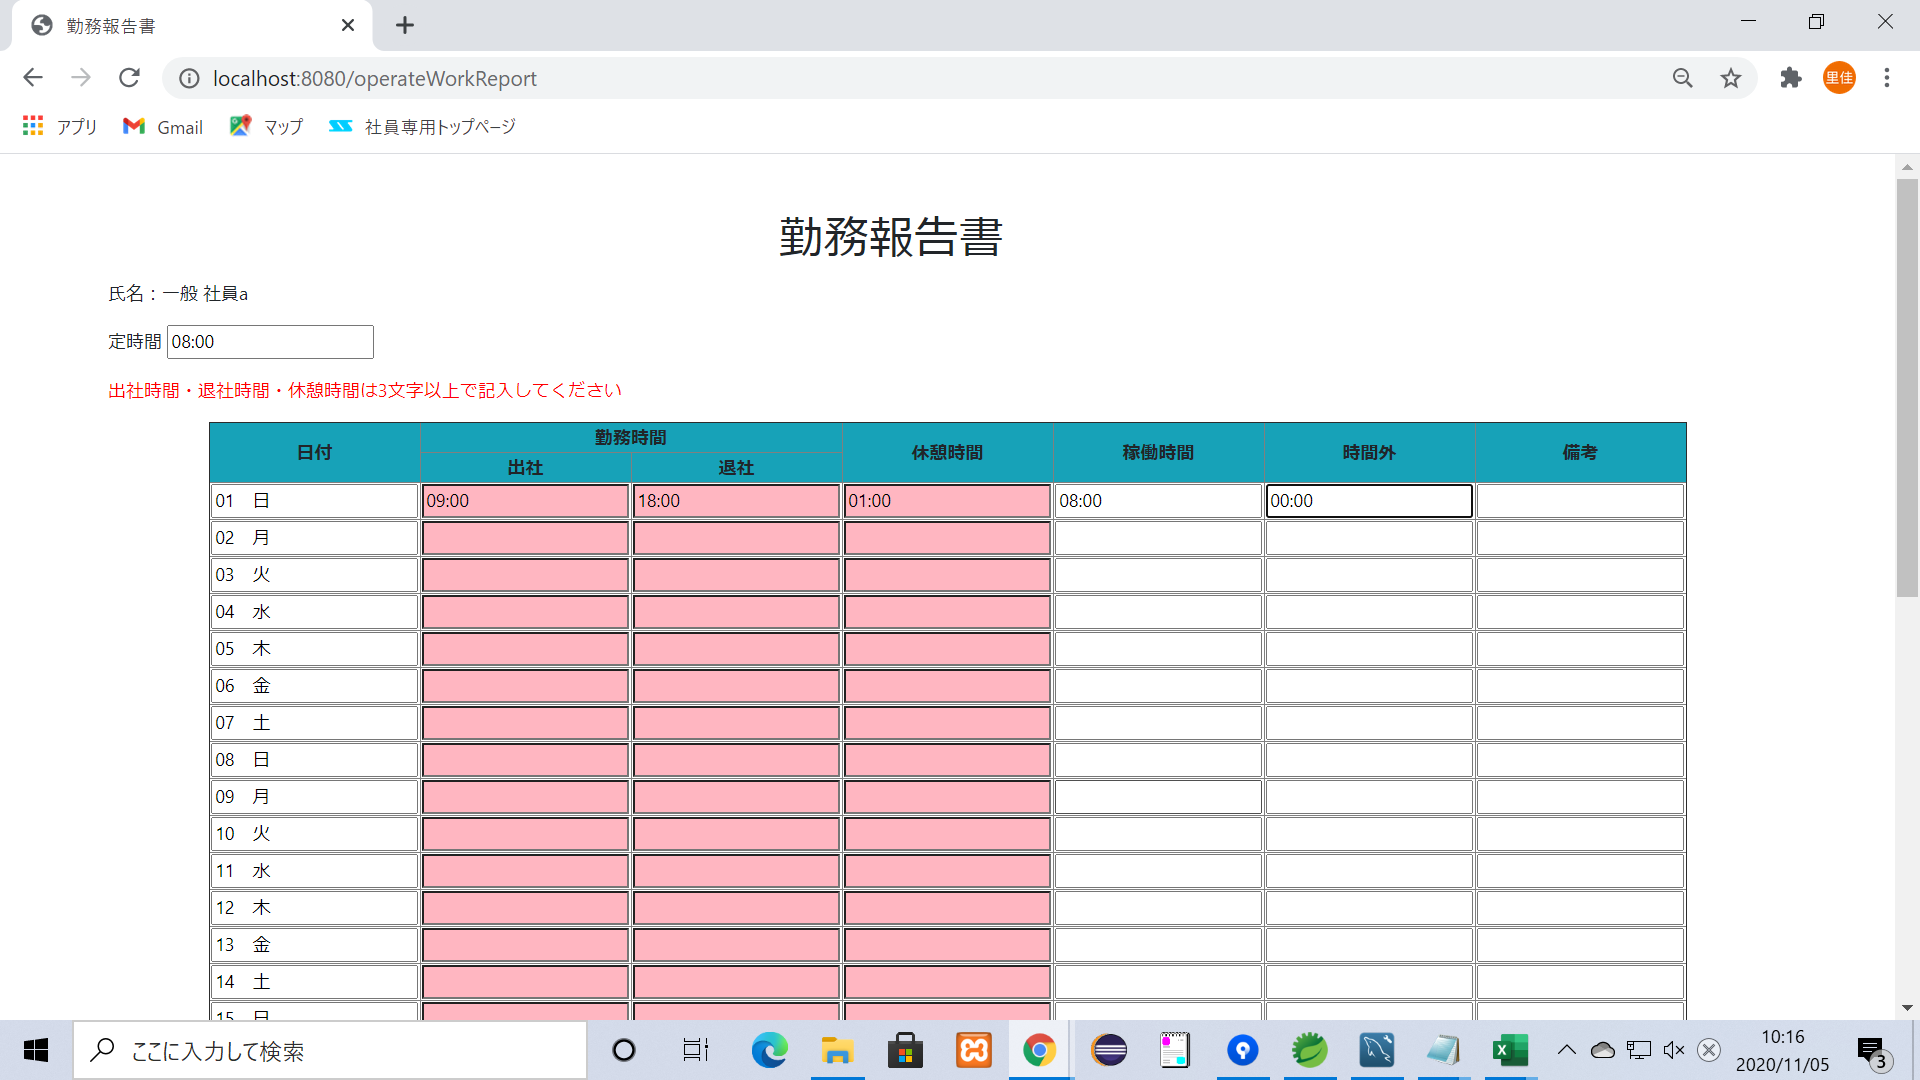 勤務報告書
localhost:8080/operateWorkReport
里佳
アプリ Gmail マップ 社員専用トップページ
勤務報告書
氏名：一般 社員a
定時間 08:00
出社時間・退社時間・休憩時間は3文字以上で記入してください
日付 勤務時間 休憩時間 稼働時間 時間外 備考
出社 退社
01 日 09:00 18:00 01:00 08:00 00:00
02 月
03 火
04 水
05 木
06 金
07 土
08 日
09 月
10 火
11 水
12 木
13 金
14 土
15 日
ここに入力して検索
10:16
2020/11/05
3